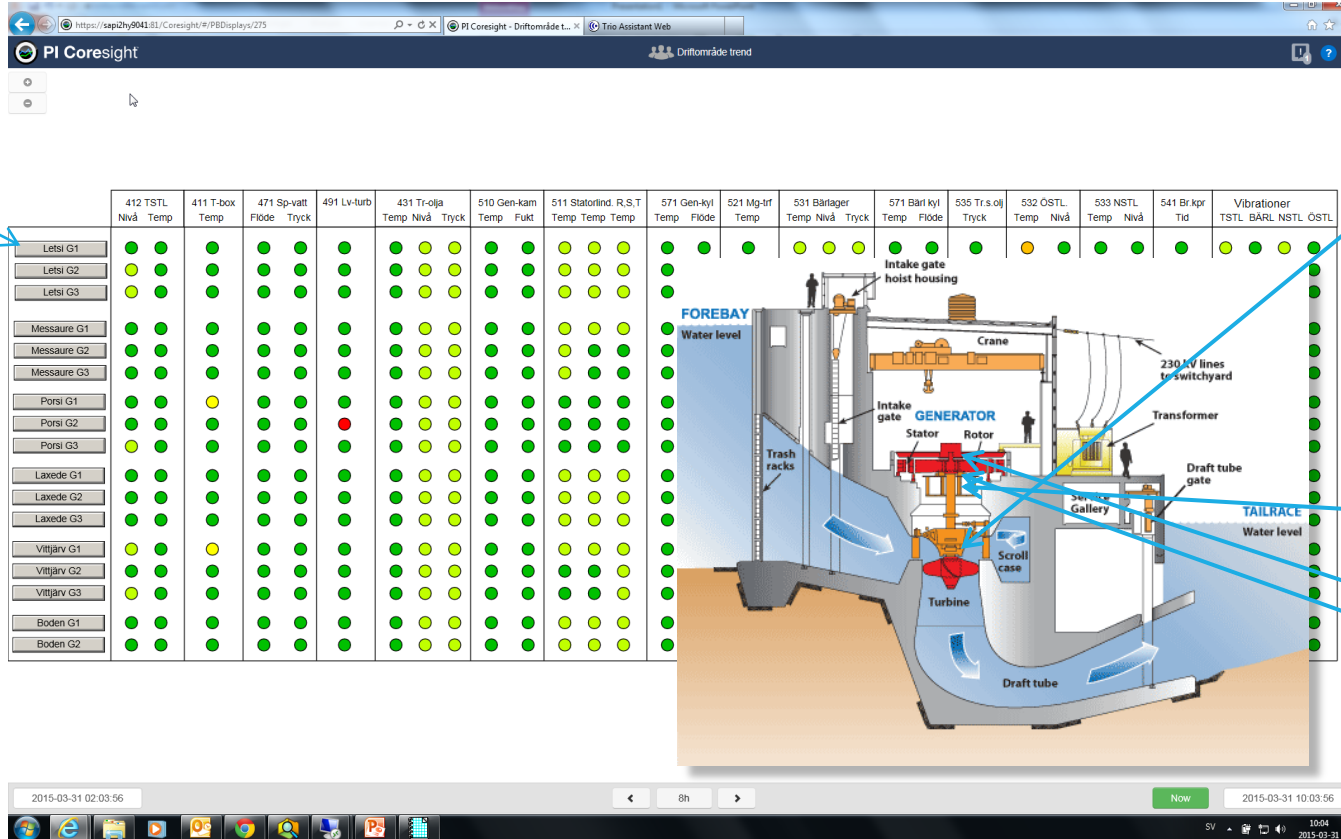 https://sapi2hy9041:81/Coresight/#/PBDisplays/275
PI Coresight - Driftområde t...
Trio Assistant Web
PI Coresight
Driftområde trend
1
?
412 TSTL
Nivå Temp
411 T-box
Temp
471 Sp-vatt
Flöde Tryck
491 Lv-turb
431 Tr-olja
Temp Nivå Tryck
510 Gen-kam
Temp Fukt
511 Statorlind. R,S,T
Temp Temp Temp
571 Gen-kyl
Temp Flöde
521 Mg-trf
Temp
531 Bärlager
Temp Nivå Tryck
571 Bärl kyl
Temp Flöde
535 Tr.s.olj
Tryck
532 ÖSTL.
Temp Nivå
533 NSTL
Temp Nivå
541 Br.kpr
Tid
Vibrationer
TSTL BÄRL NSTL ÖSTL
Letsi G1
Letsi G2
Letsi G3
Messaure G1
Messaure G2
Messaure G3
Porsi G1
Porsi G2
Porsi G3
Laxede G1
Laxede G2
Laxede G3
Vittjärv G1
Vittjärv G2
Vittjärv G3
Boden G1
Boden G2
Intake gate
hoist housing
FOREBAY
Water level
Crane
230 kV lines
to switchyard
Intake
gate
GENERATOR
Stator Rotor
Transformer
Trash
racks
Draft tube
gate
Service
Gallery
TAILRACE
Water level
Scroll
case
Turbine
Draft tube
2015-03-31 02:03:56
8h
Now
2015-03-31 10:03:56
SV
10:04
2015-03-31